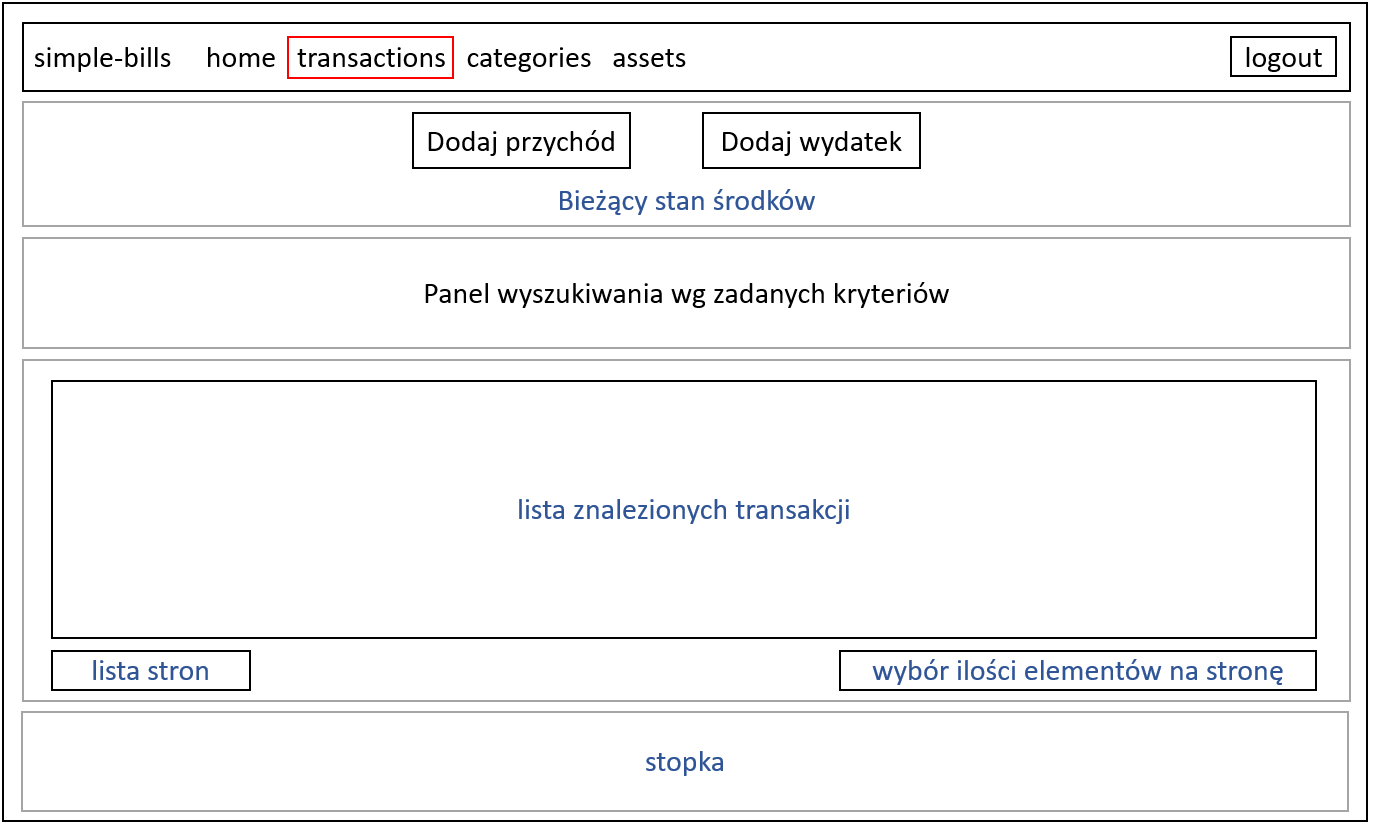 simple-bills home transactions categories assets logout
Dodaj przychód Dodaj wydatek
Bieżący stan środków
Panel wyszukiwania wg zadanych kryteriów
lista znalezionych transakcji
lista stron wybór ilości elementów na stronę
stopka